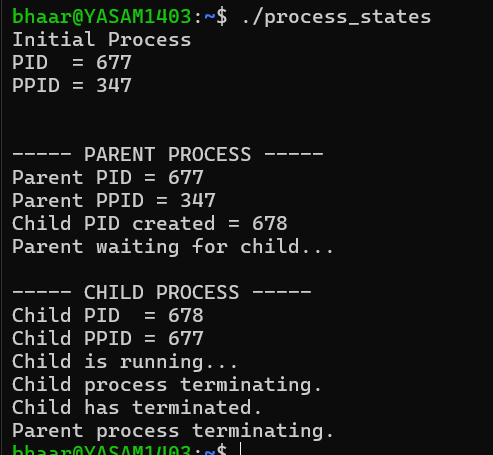 bhaar@YASAM1403:~$ ./process_states
Initial Process
PID  = 677
PPID = 347
----- PARENT PROCESS -----
Parent PID = 677
Parent PPID = 347
Child PID created = 678
Parent waiting for child...
----- CHILD PROCESS -----
Child PID  = 678
Child PPID = 677
Child is running...
Child process terminating.
Child has terminated.
Parent process terminating.
bhaar@YASAM1403:~$